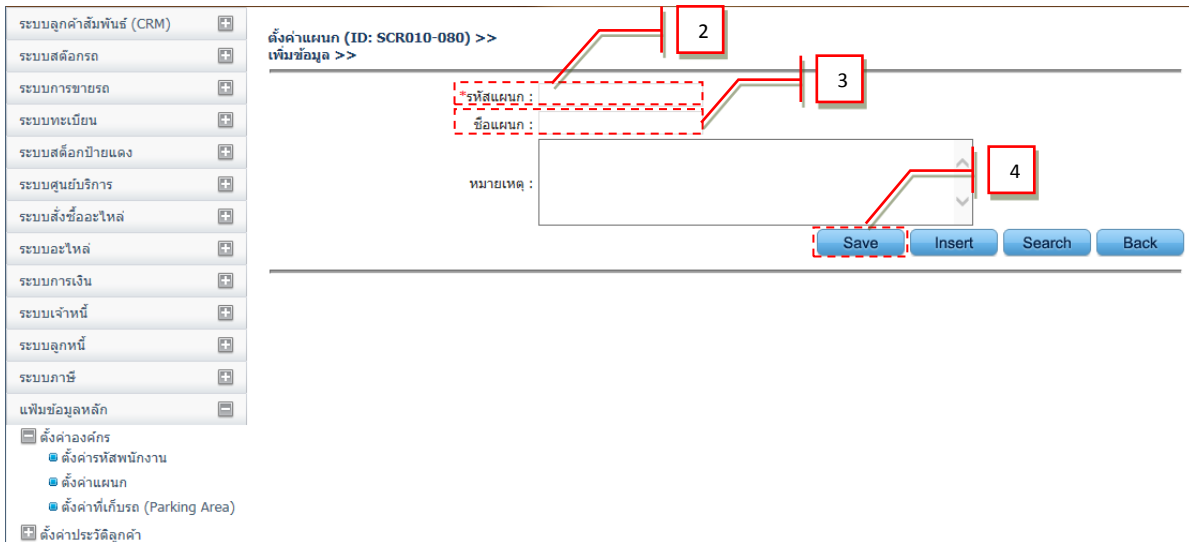 ระบบลูกค้าสัมพันธ์ (CRM)
ระบบสต๊อกรถ
ระบบการขายรถ
ระบบทะเบียน
ระบบสต็อกป้ายแดง
ระบบศูนย์บริการ
ระบบสั่งซื้ออะไหล่
ระบบอะไหล่
ระบบการเงิน
ระบบเจ้าหนี้
ระบบลูกหนี้
ระบบภาษี
แฟ้มข้อมูลหลัก
ตั้งค่าองค์กร
ตั้งค่ารหัสพนักงาน
ตั้งค่าแผนก
ตั้งค่าที่เก็บรถ (Parking Area)
ตั้งค่าประวัติลูกค้า
ตั้งค่าแผนก (ID: SCR010-080) >>
เพิ่มข้อมูล >>
2
*รหัสแผนก :
3
ชื่อแผนก :
หมายเหตุ :
4
Save Insert Search Back